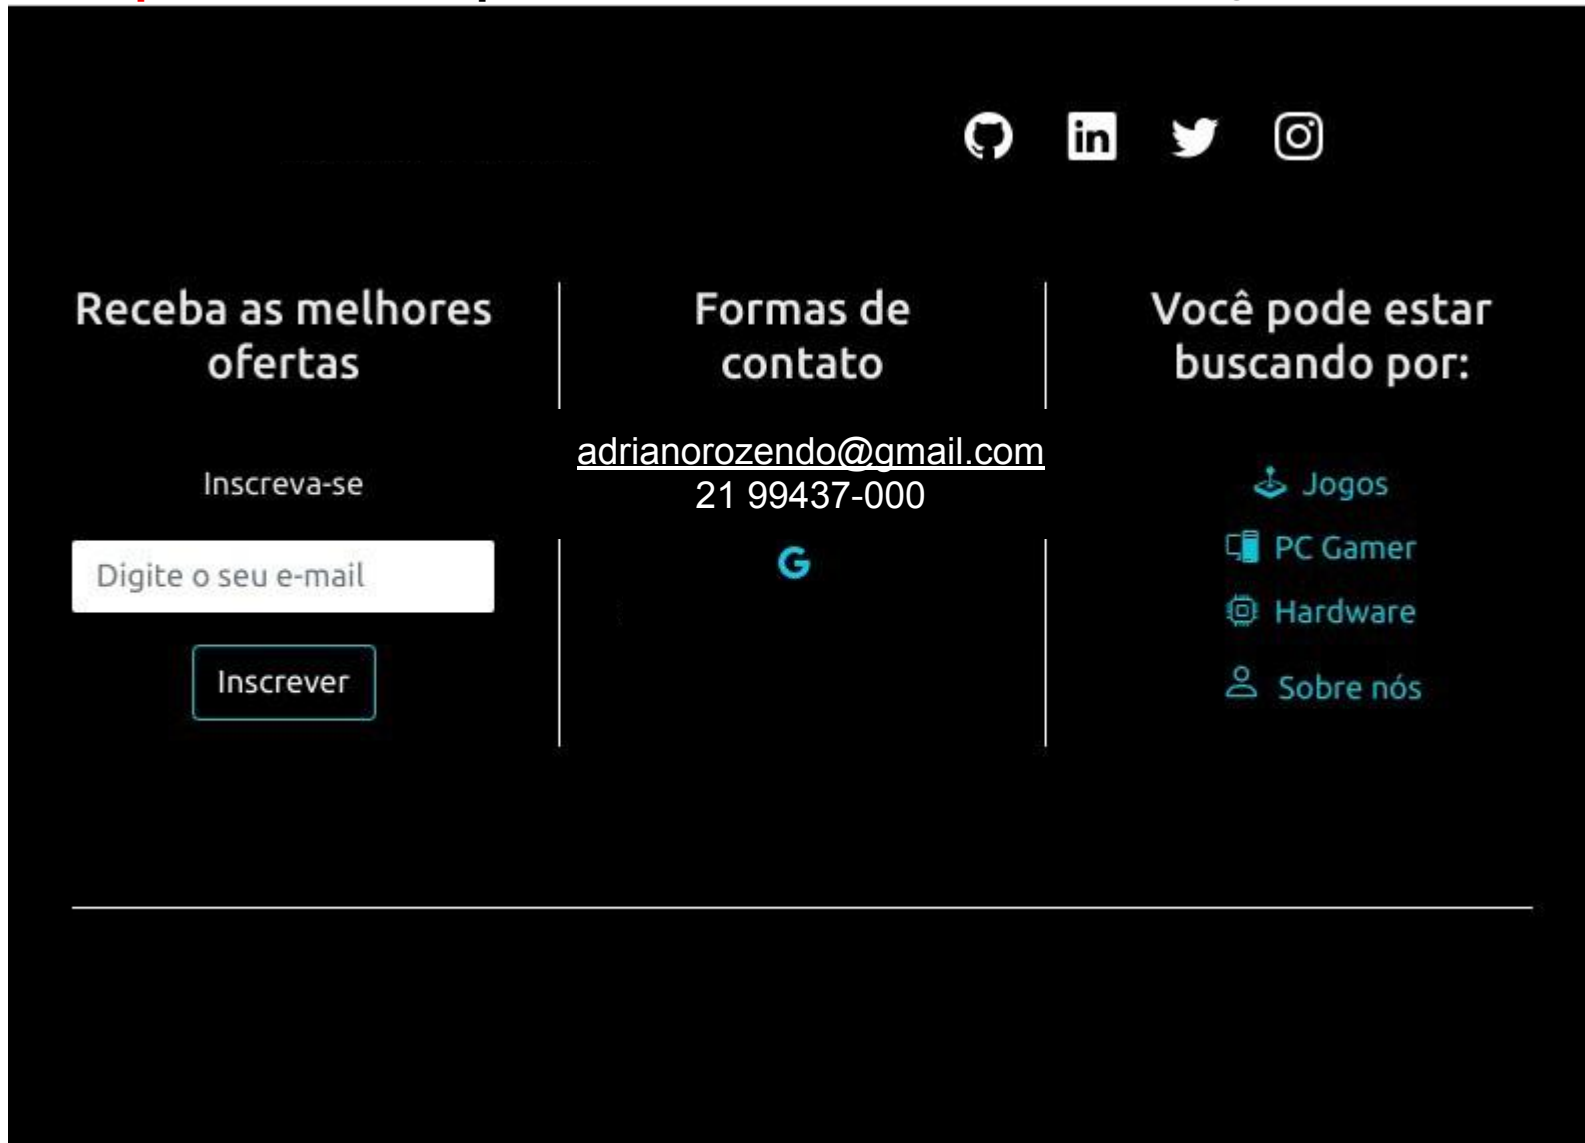 Receba as melhores
ofertas
Inscreva-se
Digite o seu e-mail
Inscrever
Formas de
contato
adrianorozendo@gmail.com
21 99437-000
Você pode estar
buscando por:
Jogos
PC Gamer
Hardware
Sobre nós